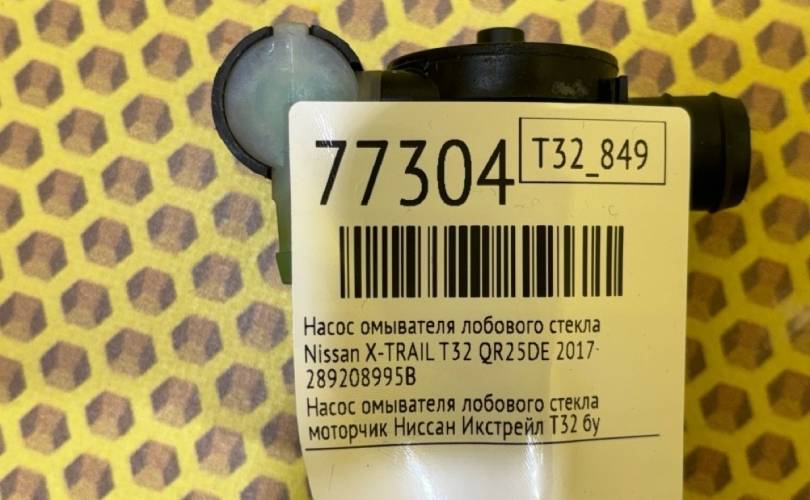 77304
T32_849
Насос омывателя лобового стекла
Nissan X-TRAIL T32 QR25DE 2017-
289208995B
Насос омывателя лобового стекла
моторчик Ниссан Икстрейл Т32 бу